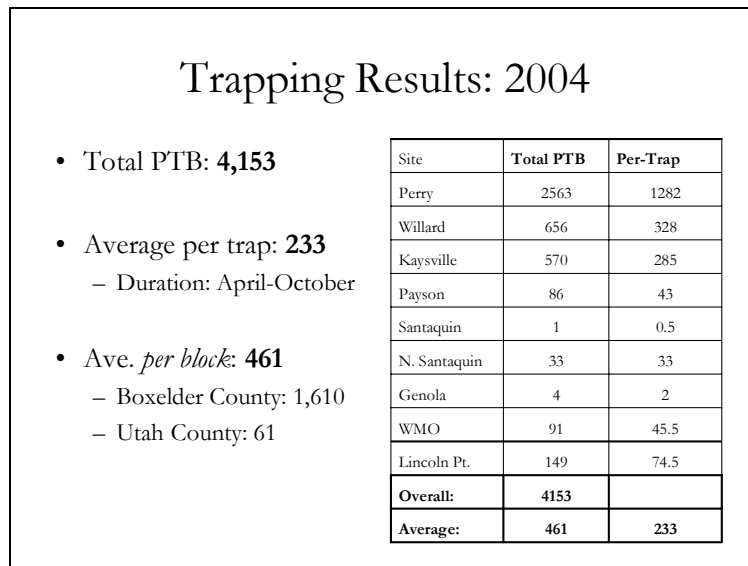 Trapping Results: 2004
• Total PTB: 4,153
• Average per trap: 233
– Duration: April-October
• Ave. per block: 461
– Boxelder County: 1,610
– Utah County: 61
Site Total PTB Per-Trap
Perry 2563 1282
Willard 656 328
Kaysville 570 285
Payson 86 43
Santaquin 1 0.5
N. Santaquin 33 33
Genola 4 2
WMO 91 45.5
Lincoln Pt. 149 74.5
Overall: 4153
Average: 461 233